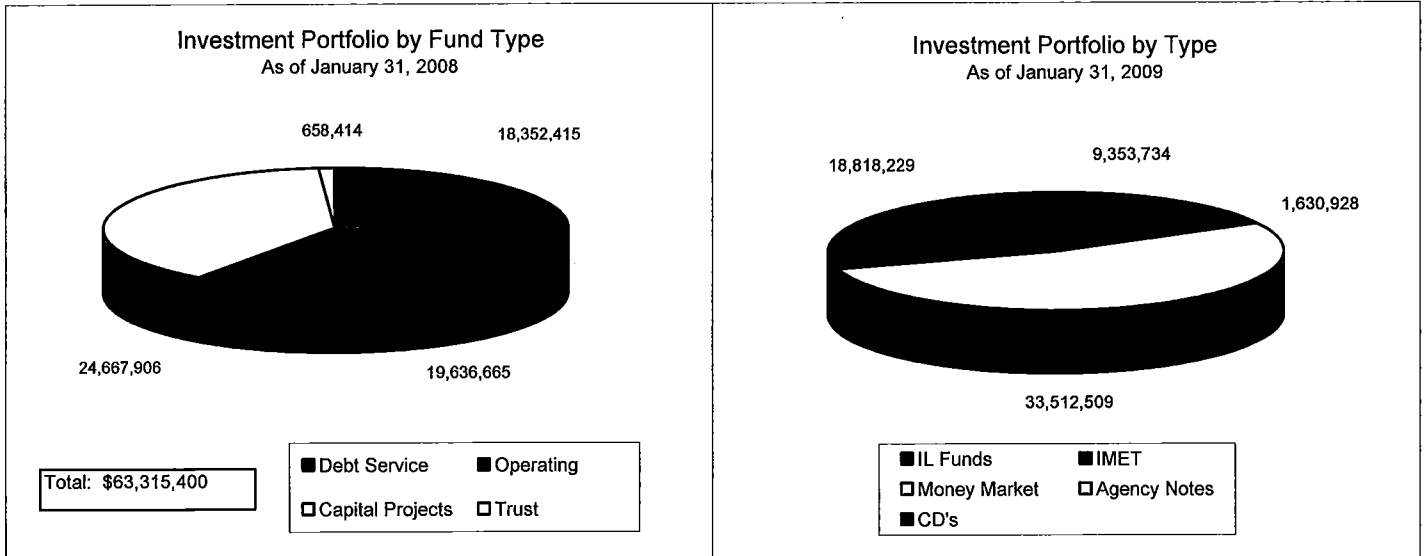 Investment Portfolio by Fund Type
As of January 31, 2008
658,414
18,352,415
24,667,906
19,636,665
Total: $63,315,400
Debt Service
Operating
Capital Projects
Trust
Investment Portfolio by Type
As of January 31, 2009
18,818,229
9,353,734
1,630,928
33,512,509
IL Funds
IMET
Money Market
Agency Notes
CD's